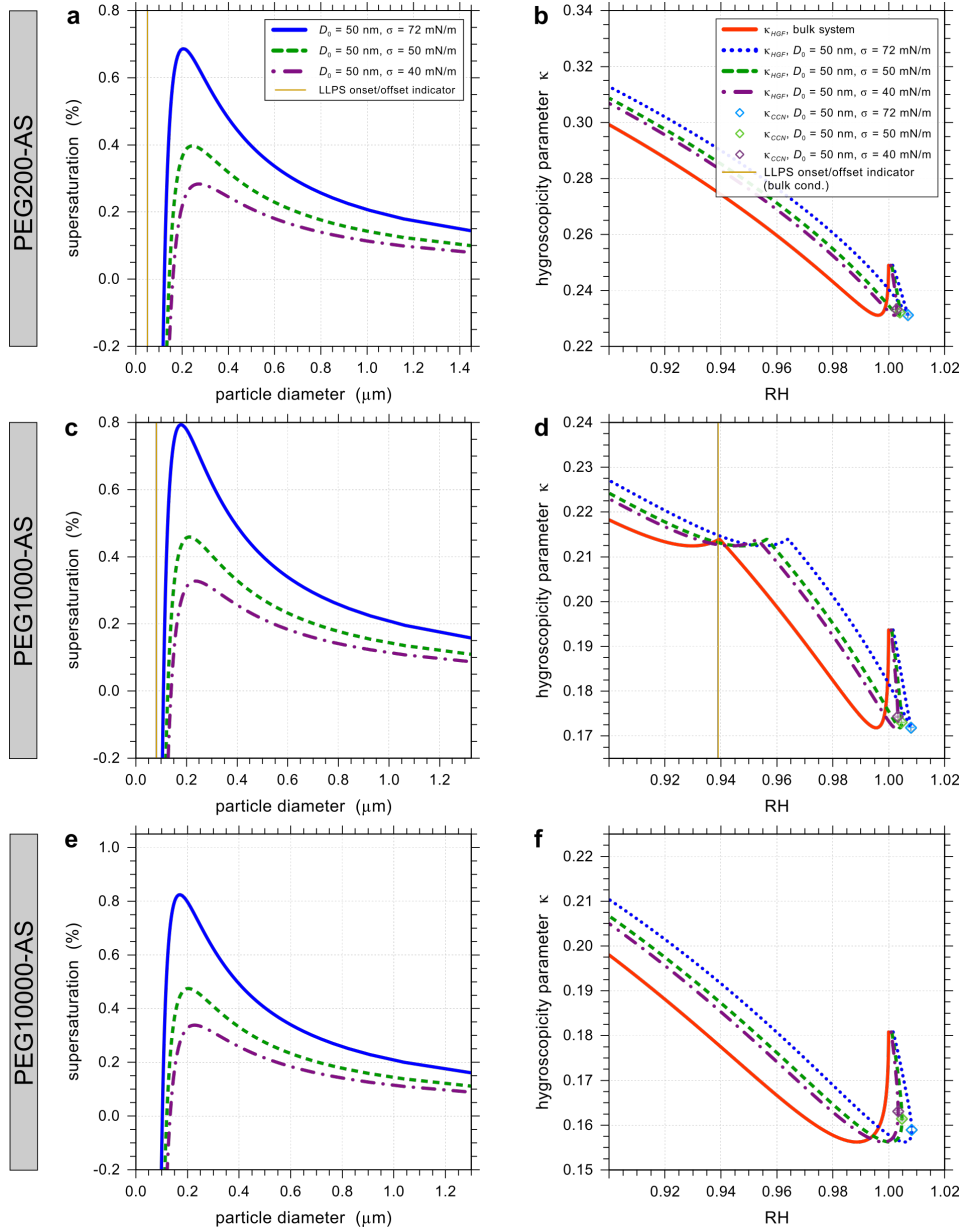 PEG200-AS
a
supersaturation (%)
0.8
0.6
0.4
0.2
0.0
-0.2
D0 = 50 nm, σ = 72 mN/m
D0 = 50 nm, σ = 50 mN/m
D0 = 50 nm, σ = 40 mN/m
LLPS onset/offset indicator
0.0 0.2 0.4 0.6 0.8 1.0 1.2 1.4
particle diameter (μm)
b
hygroscopicity parameter κ
0.34
0.32
0.30
0.28
0.26
0.24
0.22
κHGF, bulk system
κHGF, D0 = 50 nm, σ = 72 mN/m
κHGF, D0 = 50 nm, σ = 50 mN/m
κHGF, D0 = 50 nm, σ = 40 mN/m
κCCN, D0 = 50 nm, σ = 72 mN/m
κCCN, D0 = 50 nm, σ = 50 mN/m
κCCN, D0 = 50 nm, σ = 40 mN/m
LLPS onset/offset indicator
(bulk cond.)
0.92 0.94 0.96 0.98 1.00 1.02
RH
PEG1000-AS
c
supersaturation (%)
0.8
0.6
0.4
0.2
0.0
-0.2
0.0 0.2 0.4 0.6 0.8 1.0 1.2
particle diameter (μm)
d
hygroscopicity parameter κ
0.24
0.23
0.22
0.21
0.20
0.19
0.18
0.17
0.92 0.94 0.96 0.98 1.00 1.02
RH
PEG10000-AS
e
supersaturation (%)
1.0
0.8
0.6
0.4
0.2
0.0
-0.2
0.0 0.2 0.4 0.6 0.8 1.0 1.2
particle diameter (μm)
f
hygroscopicity parameter κ
0.22
0.21
0.20
0.19
0.18
0.17
0.16
0.15
0.92 0.94 0.96 0.98 1.00 1.02
RH